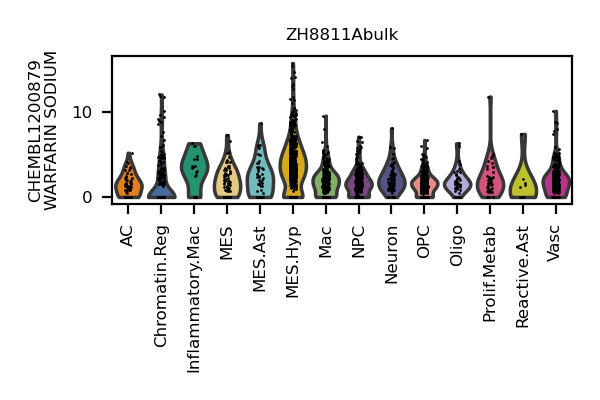 ZH8811Abulk
CHEMBL1200879
WARFARIN SODIUM
10
0
AC
Chromatin.Reg
Inflammatory.Mac
MES
MES.Ast
MES.Hyp
Mac
NPC
Neuron
OPC
Oligo
Prolif.Metab
Reactive.Ast
Vasc